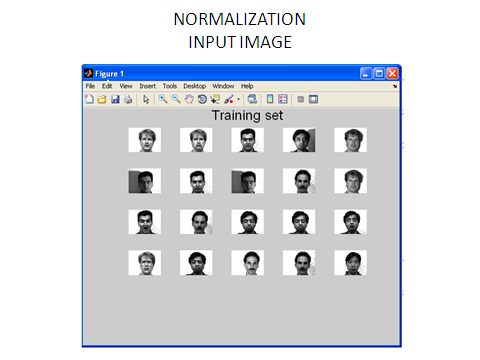 NORMALIZATION
INPUT IMAGE
Figure 1
File Edit View Insert Tools Desktop Window Help
Training set